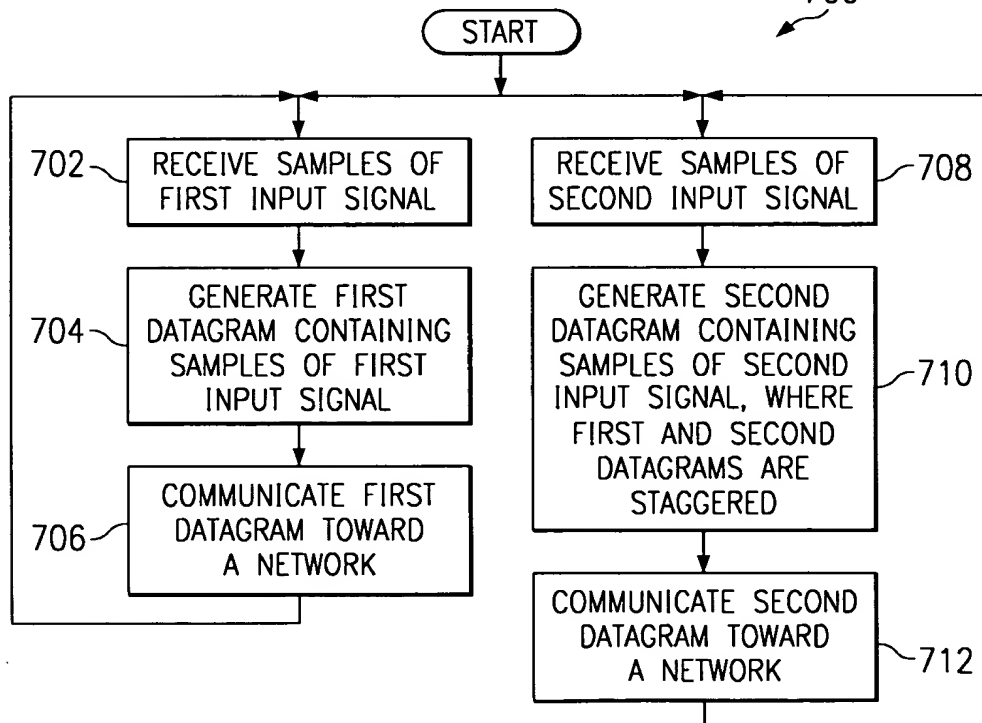 START
702
RECEIVE SAMPLES OF
FIRST INPUT SIGNAL
704
GENERATE FIRST
DATAGRAM CONTAINING
SAMPLES OF FIRST
INPUT SIGNAL
706
COMMUNICATE FIRST
DATAGRAM TOWARD
A NETWORK
RECEIVE SAMPLES OF
SECOND INPUT SIGNAL
708
GENERATE SECOND
DATAGRAM CONTAINING
SAMPLES OF SECOND
INPUT SIGNAL, WHERE
FIRST AND SECOND
DATAGRAMS ARE
STAGGERED
710
COMMUNICATE SECOND
DATAGRAM TOWARD
A NETWORK
712